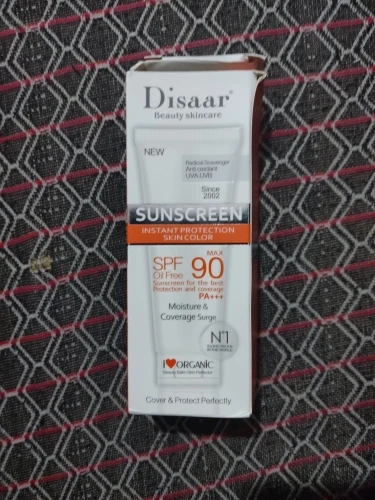 Disaar
Beauty skincare
NEW
Radical Scavenger
Anti oxidant
UVA UVB
Since
2002
SUNSCREEN
INSTANT PROTECTION
SKIN COLOR
MAX
SPF 90
Oil Free
Sunscreen for the best
Protection and coverage
PA+++
Moisture &
Coverage Surge
N°1
I ORGANIC
Cover & Protect Perfectly